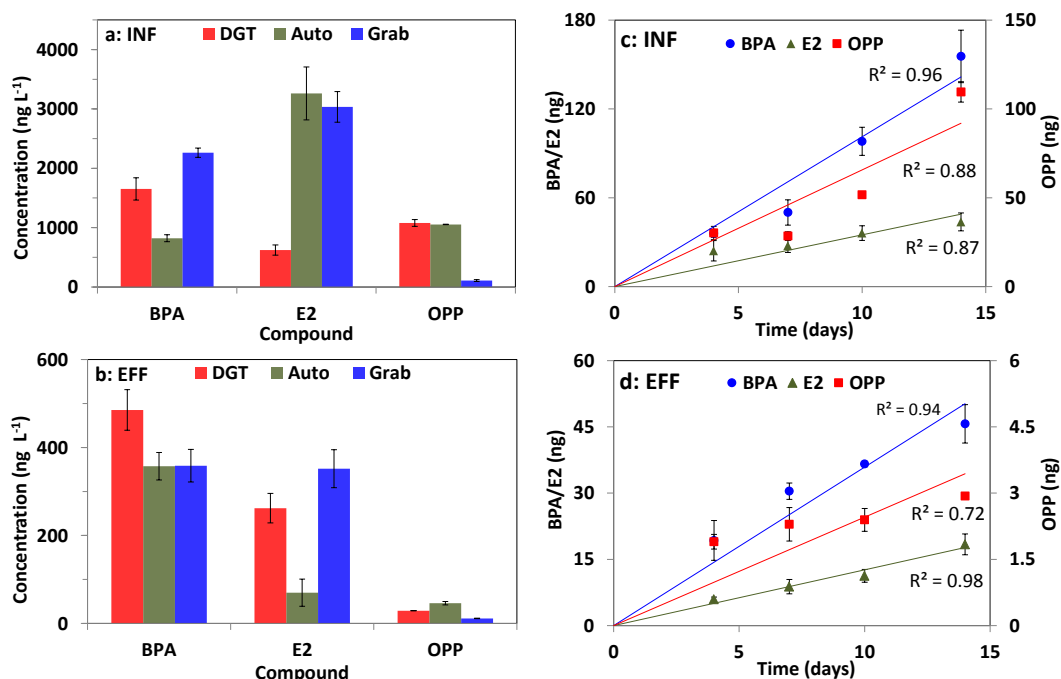 a: INF
DGT Auto Grab
4000
3000
2000
1000
0
Concentration (ng L⁻¹)
BPA E2 OPP
Compound
b: EFF
DGT Auto Grab
600
400
200
0
Concentration (ng L⁻¹)
BPA E2 OPP
Compound
c: INF
BPA E2 OPP
180
120
60
0
BPA/E2 (ng)
150
100
50
0
OPP (ng)
R² = 0.96
R² = 0.88
R² = 0.87
0 5 10 15
Time (days)
d: EFF
BPA E2 OPP
60
45
30
15
0
BPA/E2 (ng)
6
4.5
3
1.5
0
OPP (ng)
R² = 0.94
R² = 0.72
R² = 0.98
0 5 10 15
Time (days)